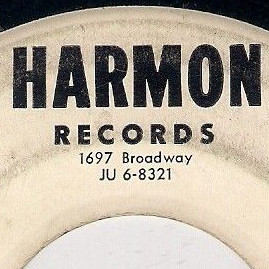 HARMON
RECORDS
1697 Broadway
JU 6-8321